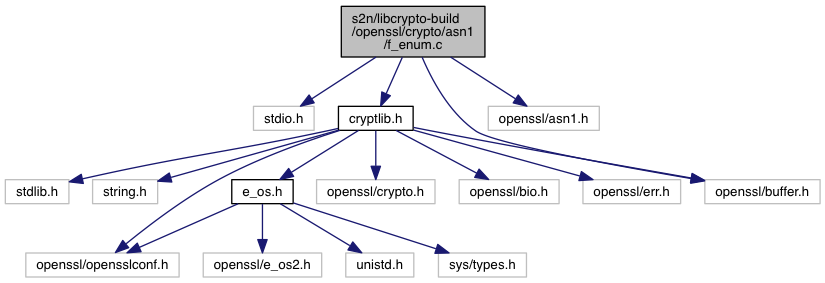 s2n/libcrypto-build
/openssl/crypto/asn1
/f_enum.c
stdio.h
cryptlib.h
openssl/asn1.h
stdlib.h
string.h
e_os.h
openssl/crypto.h
openssl/bio.h
openssl/err.h
openssl/buffer.h
openssl/opensslconf.h
openssl/e_os2.h
unistd.h
sys/types.h